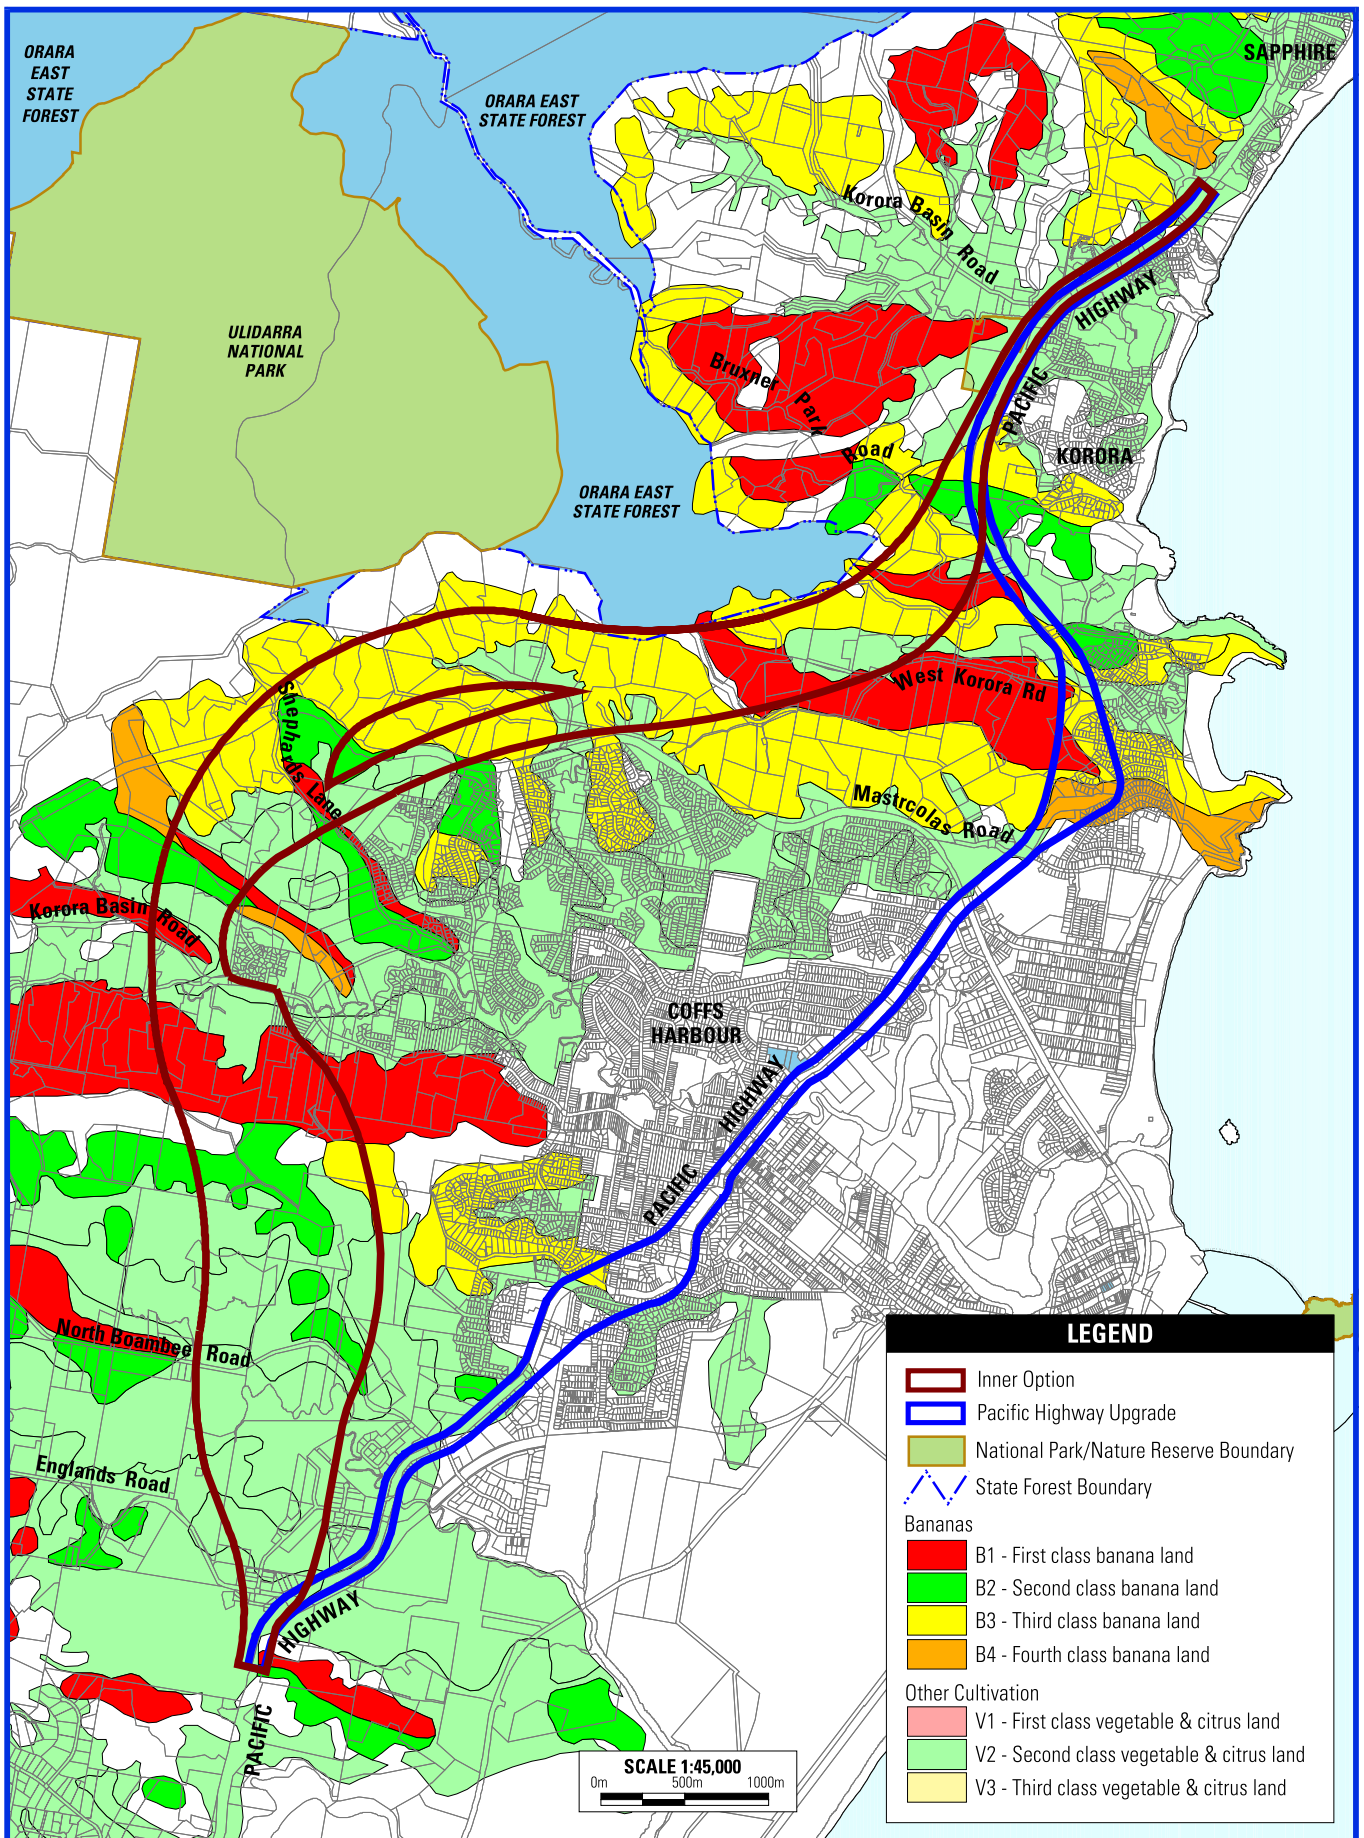 ORARA
EAST
STATE
FOREST
ORARA EAST
STATE FOREST
SAPPHIRE
Korora Basin Road
ULIDARRA
NATIONAL
PARK
HIGHWAY
PACIFIC
Bruxner Park Road
KORORA
ORARA EAST
STATE FOREST
West Korora Rd
Shephards Lane
Mastrcolas Road
Korora Basin Road
COFFS
HARBOUR
HIGHWAY
PACIFIC
North Boambee Road
Englands Road
HIGHWAY
PACIFIC
SCALE 1:45,000
0m 500m 1000m
LEGEND
Inner Option
Pacific Highway Upgrade
National Park/Nature Reserve Boundary
State Forest Boundary
Bananas
B1 - First class banana land
B2 - Second class banana land
B3 - Third class banana land
B4 - Fourth class banana land
Other Cultivation
V1 - First class vegetable & citrus land
V2 - Second class vegetable & citrus land
V3 - Third class vegetable & citrus land